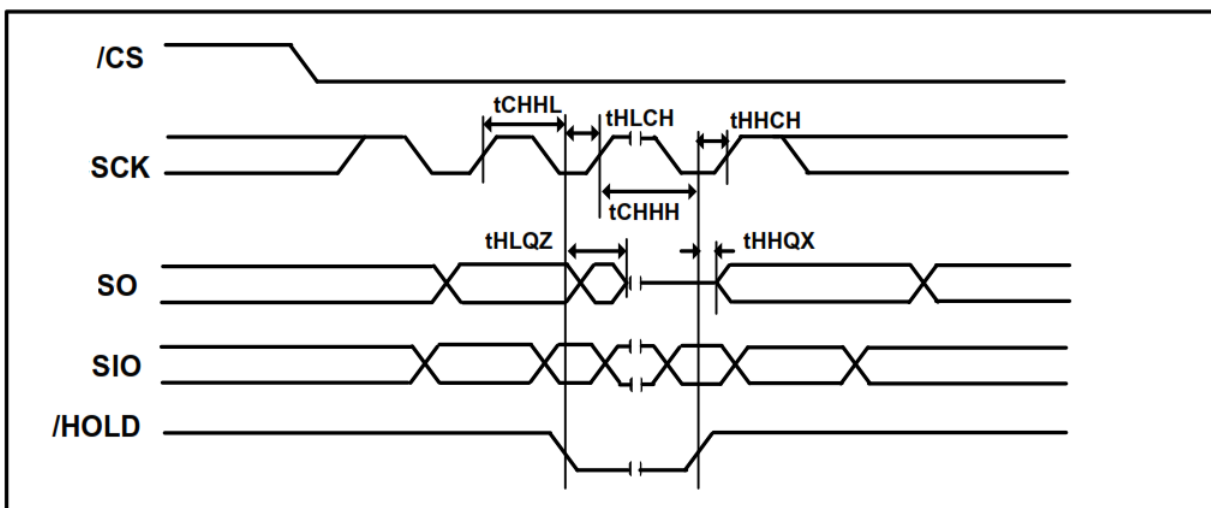 /CS
tCHHL
tHLCH
tHHCH
SCK
tCHHH
tHLQZ
tHHQX
SO
SIO
/HOLD